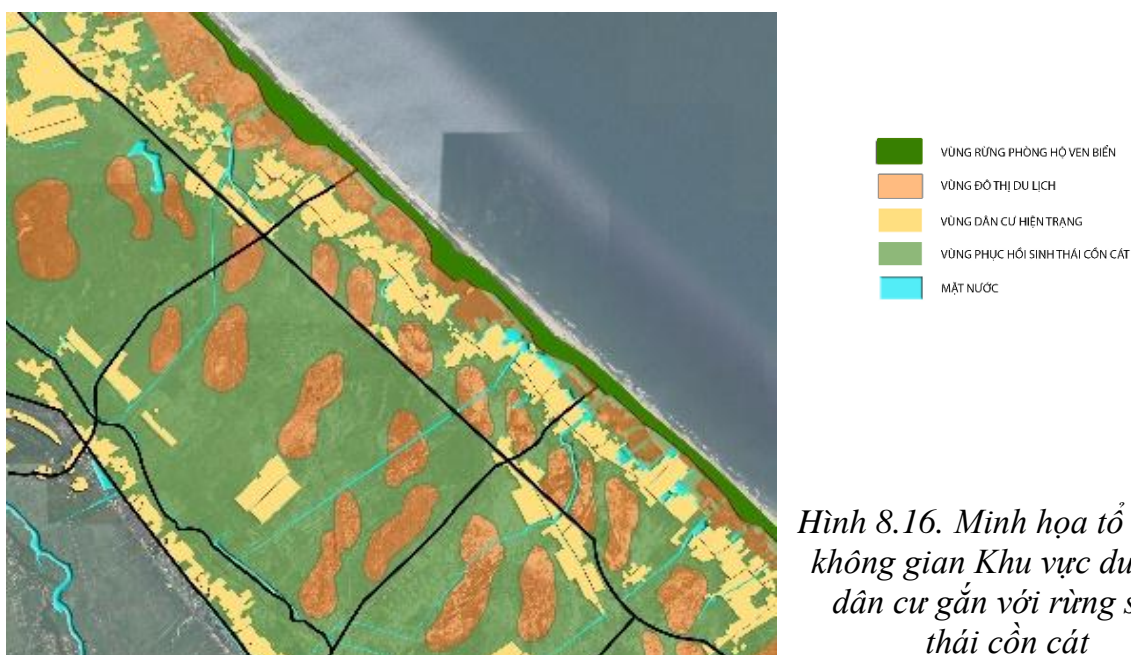 VÙNG RỪNG PHÒNG HỘ VEN BIỂN
VÙNG ĐÔ THỊ DU LỊCH
VÙNG DÂN CƯ HIỆN TRẠNG
VÙNG PHỤC HỒI SINH THÁI CỒN CÁT
MẶT NƯỚC
Hình 8.16. Minh họa tổ
không gian Khu vực du
dân cư gắn với rừng s
thái cồn cát